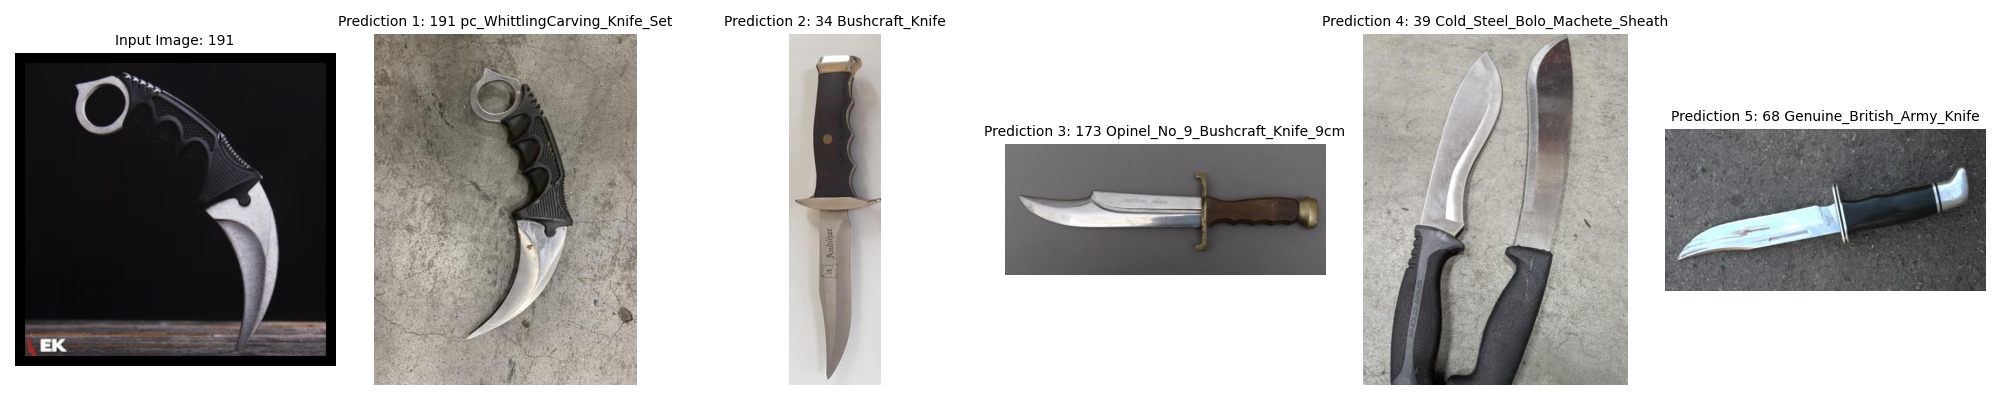 Input Image: 191
EK
Prediction 1: 191 pc_WhittlingCarving_Knife_Set
Prediction 2: 34 Bushcraft_Knife
Prediction 3: 173 Opinel_No_9_Bushcraft_Knife_9cm
Prediction 4: 39 Cold_Steel_Bolo_Machete_Sheath
Prediction 5: 68 Genuine_British_Army_Knife